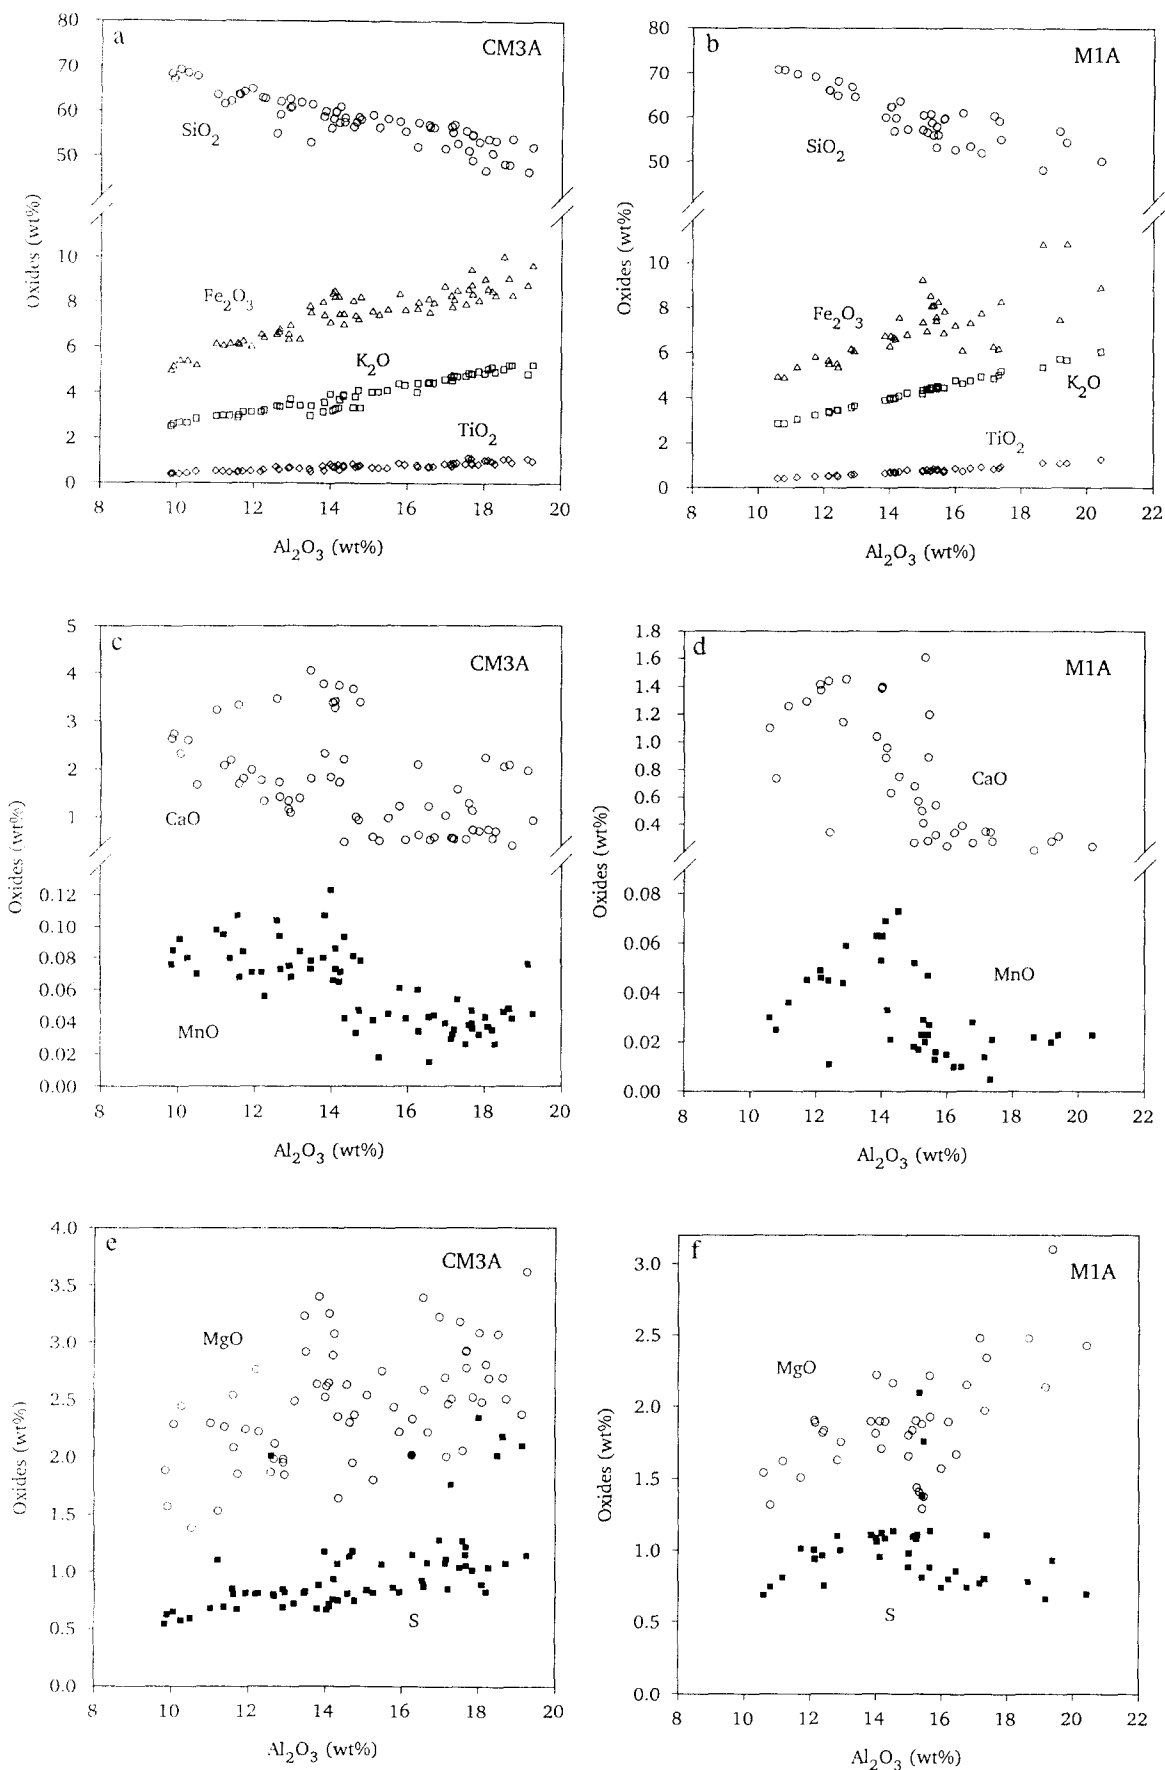 a
CM3A
80
70
60
50
SiO2
Oxides (wt%)
10
8
6
4
2
0
Fe2O3
K2O
TiO2
8 10 12 14 16 18 20
Al2O3 (wt%)
b
M1A
80
70
60
50
SiO2
Oxides (wt%)
10
8
6
4
2
0
Fe2O3
K2O
TiO2
8 10 12 14 16 18 20 22
Al2O3 (wt%)
c
CM3A
5
4
3
2
1
CaO
Oxides (wt%)
0.12
0.10
0.08
0.06
0.04
0.02
0.00
MnO
8 10 12 14 16 18 20
Al2O3 (wt%)
d
M1A
1.8
1.6
1.4
1.2
1.0
0.8
0.6
0.4
CaO
Oxides (wt%)
0.08
0.06
0.04
0.02
0.00
MnO
8 10 12 14 16 18 20 22
Al2O3 (wt%)
e
CM3A
4.0
3.5
3.0
2.5
2.0
1.5
1.0
0.5
0.0
MgO
Oxides (wt%)
S
8 10 12 14 16 18 20
Al2O3 (wt%)
f
M1A
3.0
2.5
2.0
1.5
1.0
0.5
0.0
MgO
Oxides (wt%)
S
8 10 12 14 16 18 20 22
Al2O3 (wt%)